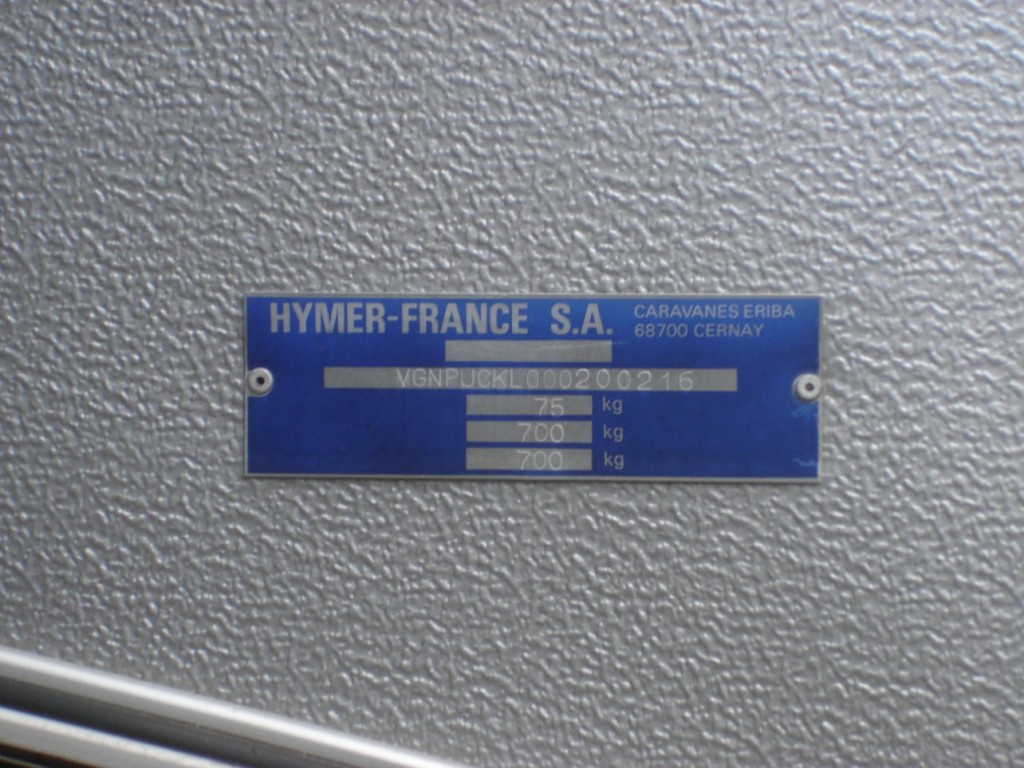 HYMER-FRANCE S.A.
CARAVANES ERIBA
68700 CERNAY
VGNPUCKL000200216
75 kg
700 kg
700 kg